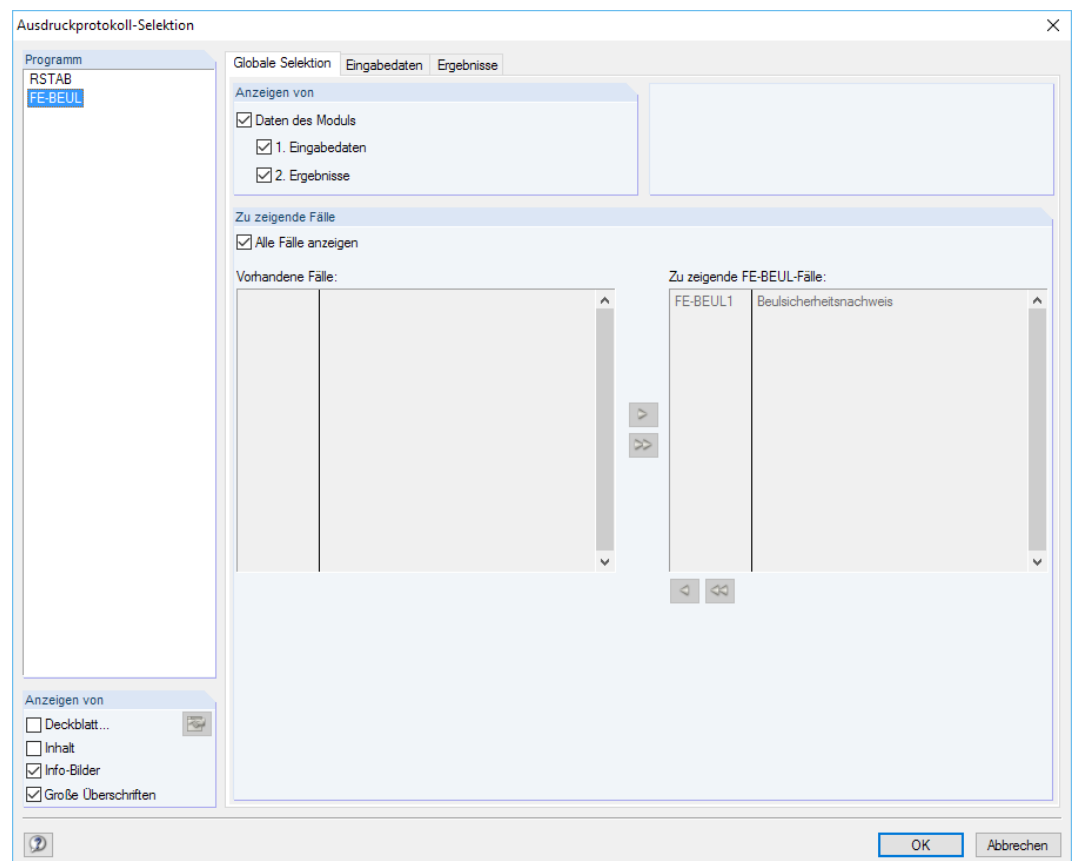 Ausdruckprotokoll-Selektion
Programm
RSTAB
FE-BEUL
Globale Selektion
Eingabedaten
Ergebnisse
Anzeigen von
Daten des Moduls
1. Eingabedaten
2. Ergebnisse
Zu zeigende Fälle
Alle Fälle anzeigen
Vorhandene Fälle:
Zu zeigende FE-BEUL-Fälle:
FE-BEUL1 Beulsicherheitsnachweis
Anzeigen von
Deckblatt...
Inhalt
Info-Bilder
Große Überschriften
OK
Abbrechen